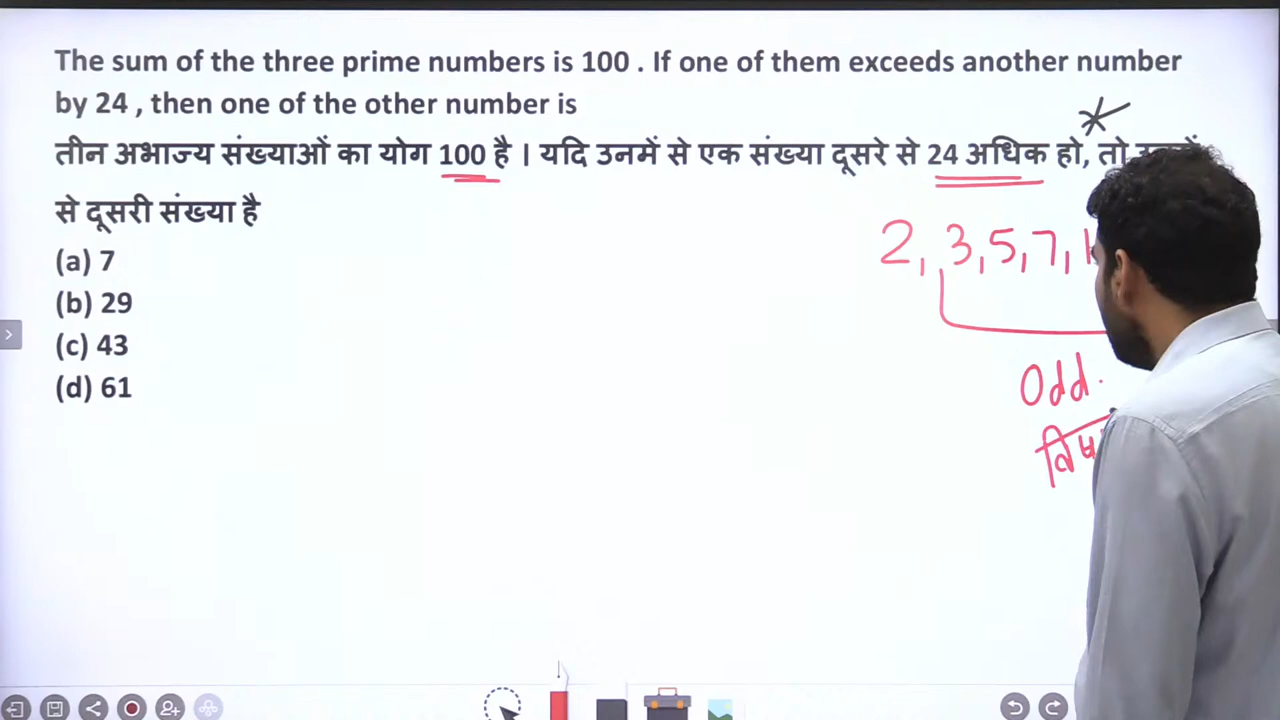 The sum of the three prime numbers is 100 . If one of them exceeds another number
by 24 , then one of the other number is
तीन अभाज्य संख्याओं का योग 100 है । यदि उनमें से एक संख्या दूसरे से 24 अधिक हो, तो
से दूसरी संख्या है
(a) 7
(b) 29
(c) 43
(d) 61
2, 3, 5, 7,
Odd.